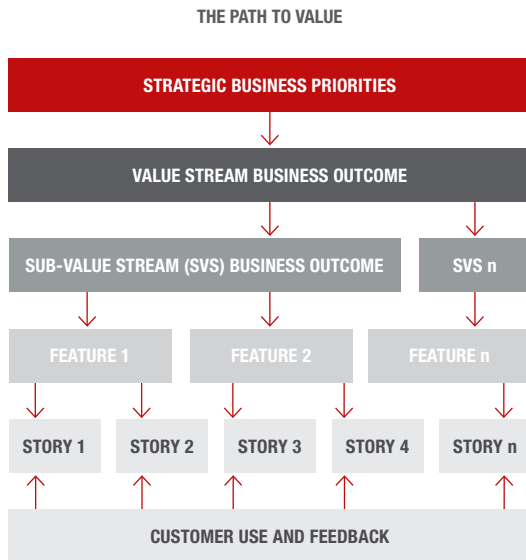 THE PATH TO VALUE
STRATEGIC BUSINESS PRIORITIES
VALUE STREAM BUSINESS OUTCOME
SUB-VALUE STREAM (SVS) BUSINESS OUTCOME
SVS n
FEATURE 1
FEATURE 2
FEATURE n
STORY 1
STORY 2
STORY 3
STORY 4
STORY n
CUSTOMER USE AND FEEDBACK